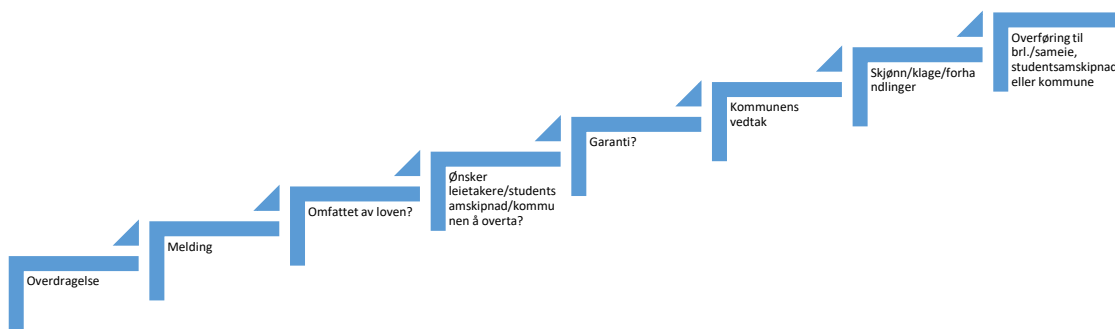 Overdragelse
Melding
Omfattet av loven?
Ønsker
leietakere/students
amskipnad/kommu
nen å overta?
Garanti?
Kommunens
vedtak
Skjønn/klage/forha
ndlinger
Overføring til
brl./sameie,
studentsamskipnad
eller kommune